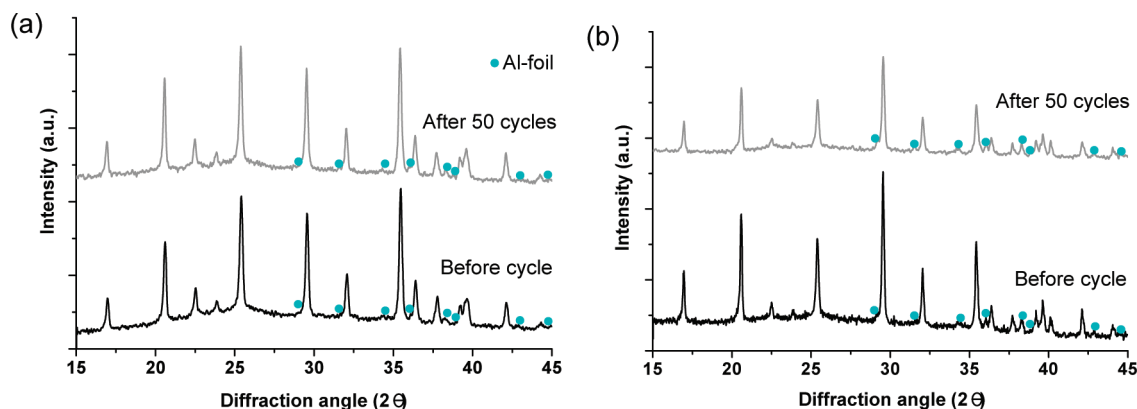 (a)
Intensity (a.u.)
Al-foil
After 50 cycles
Before cycle
15 20 25 30 35 40 45
Diffraction angle (2Θ)
(b)
Intensity (a.u.)
After 50 cycles
Before cycle
15 20 25 30 35 40 45
Diffraction angle (2Θ)